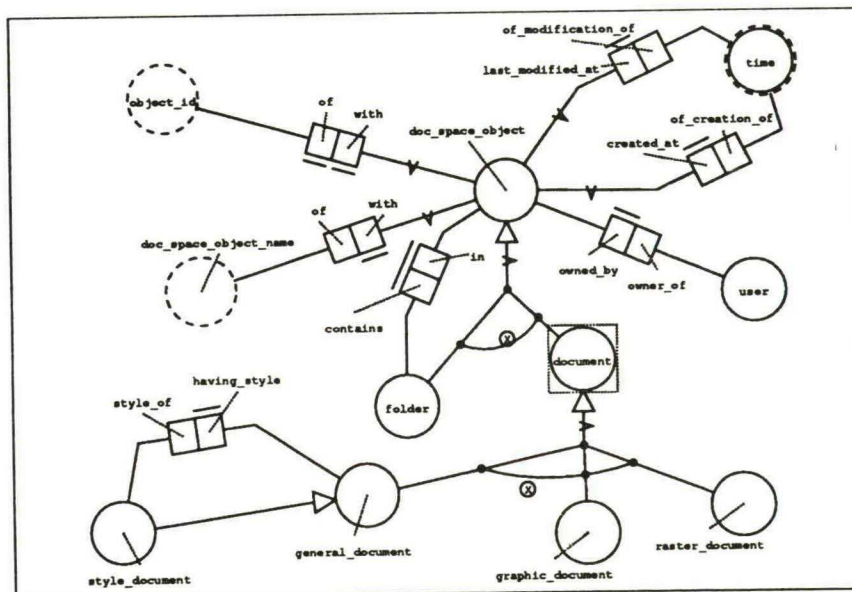 of_modification_of
time
last_modified_at
object_id
of
with
doc_space_object
of_creation_of
created_at
of
with
doc_space_object_name
in
owned_by
owner_of
user
contains
X
document
folder
having_style
style_of
X
general_document
style_document
graphic_document
raster_document